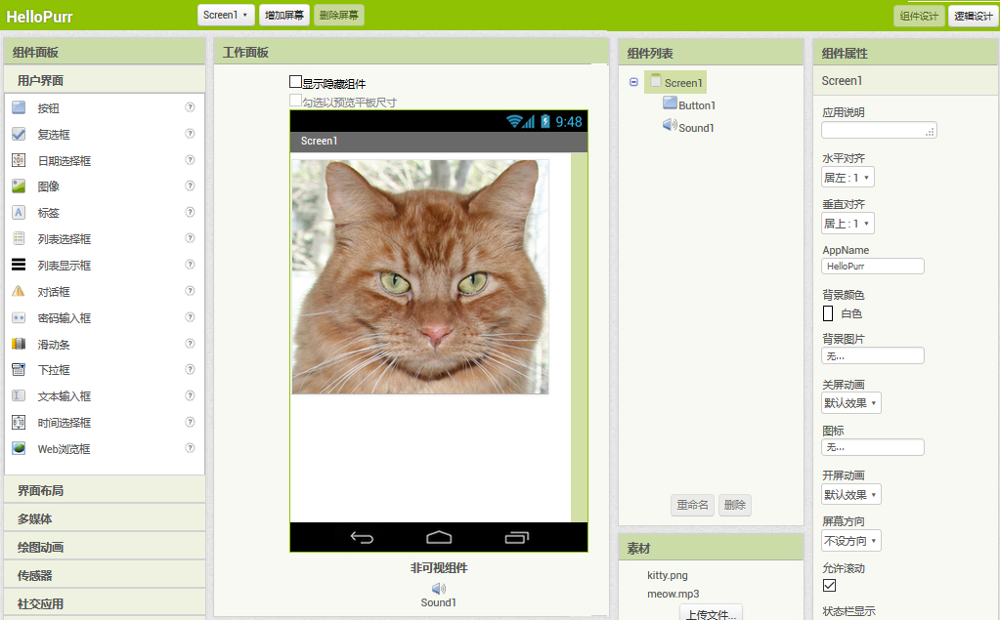 HelloPurr
Screen1
增加屏幕
删除屏幕
组件设计
逻辑设计
组件面板
用户界面
按钮
复选框
日期选择框
图像
标签
列表选择框
列表显示框
对话框
密码输入框
滑动条
下拉框
文本输入框
时间选择框
Web浏览框
界面布局
多媒体
绘图动画
传感器
社交应用
工作面板
显示隐藏组件
勾选以预览平板尺寸
9:48
Screen1
非可视组件
Sound1
组件列表
Screen1
Button1
Sound1
重命名
删除
素材
kitty.png
meow.mp3
上传文件...
组件属性
Screen1
应用说明
水平对齐
居左 : 1
垂直对齐
居上 : 1
AppName
HelloPurr
背景颜色
白色
背景图片
无...
关屏动画
默认效果
图标
无...
开屏动画
默认效果
屏幕方向
不设方向
允许滚动
状态栏显示